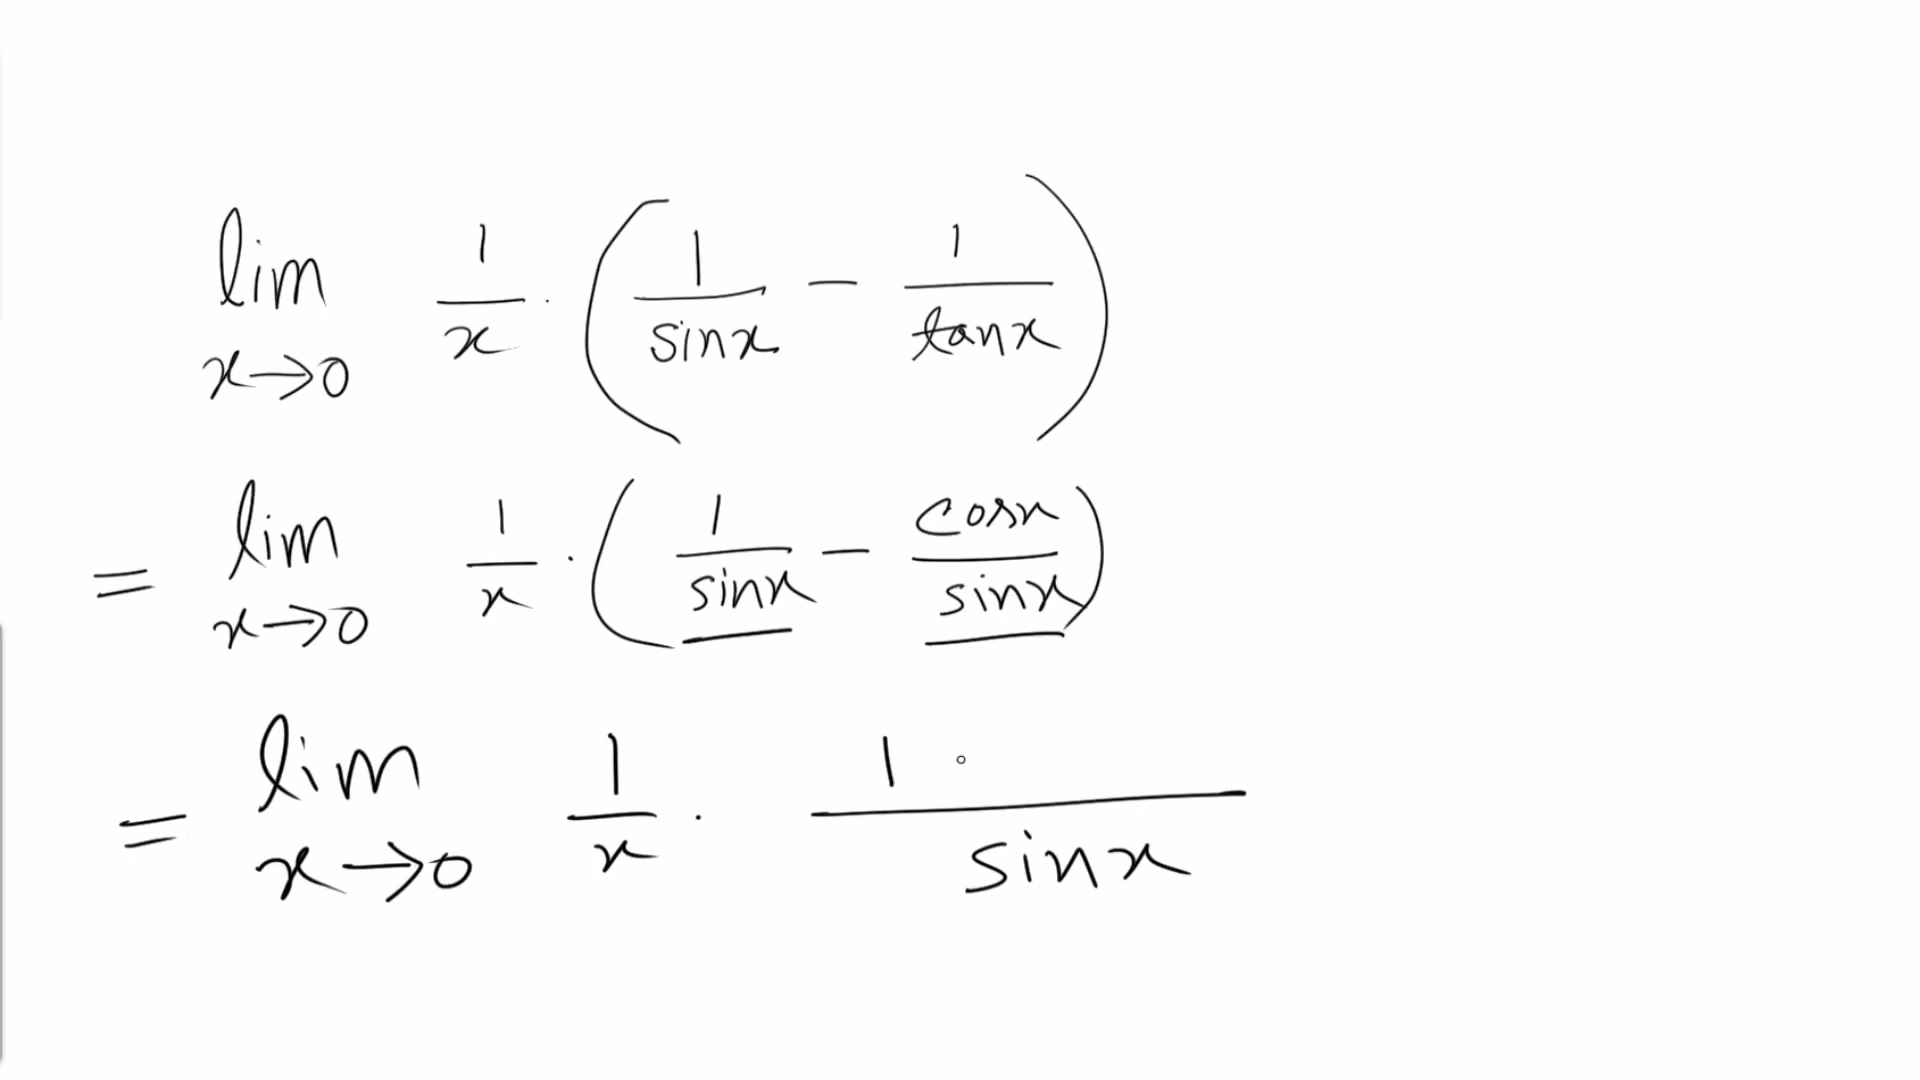 lim x→0 1/x · (1/sinx − 1/tanx)
= lim x→0 1/x · (1/sinx − cosx/sinx)
= lim x→0 1/x · 1/sinx